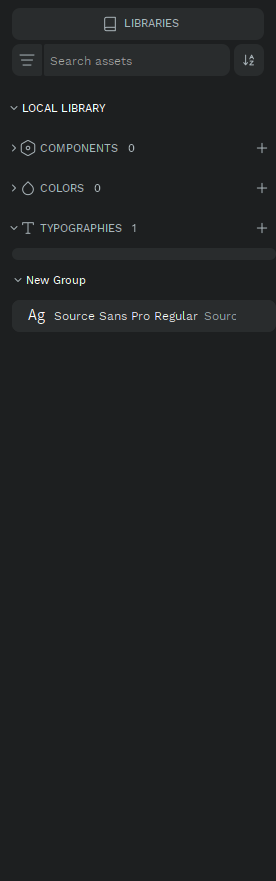 LIBRARIES
Search assets
LOCAL LIBRARY
COMPONENTS 0
COLORS 0
TYPOGRAPHIES 1
New Group
Ag Source Sans Pro Regular Sourc